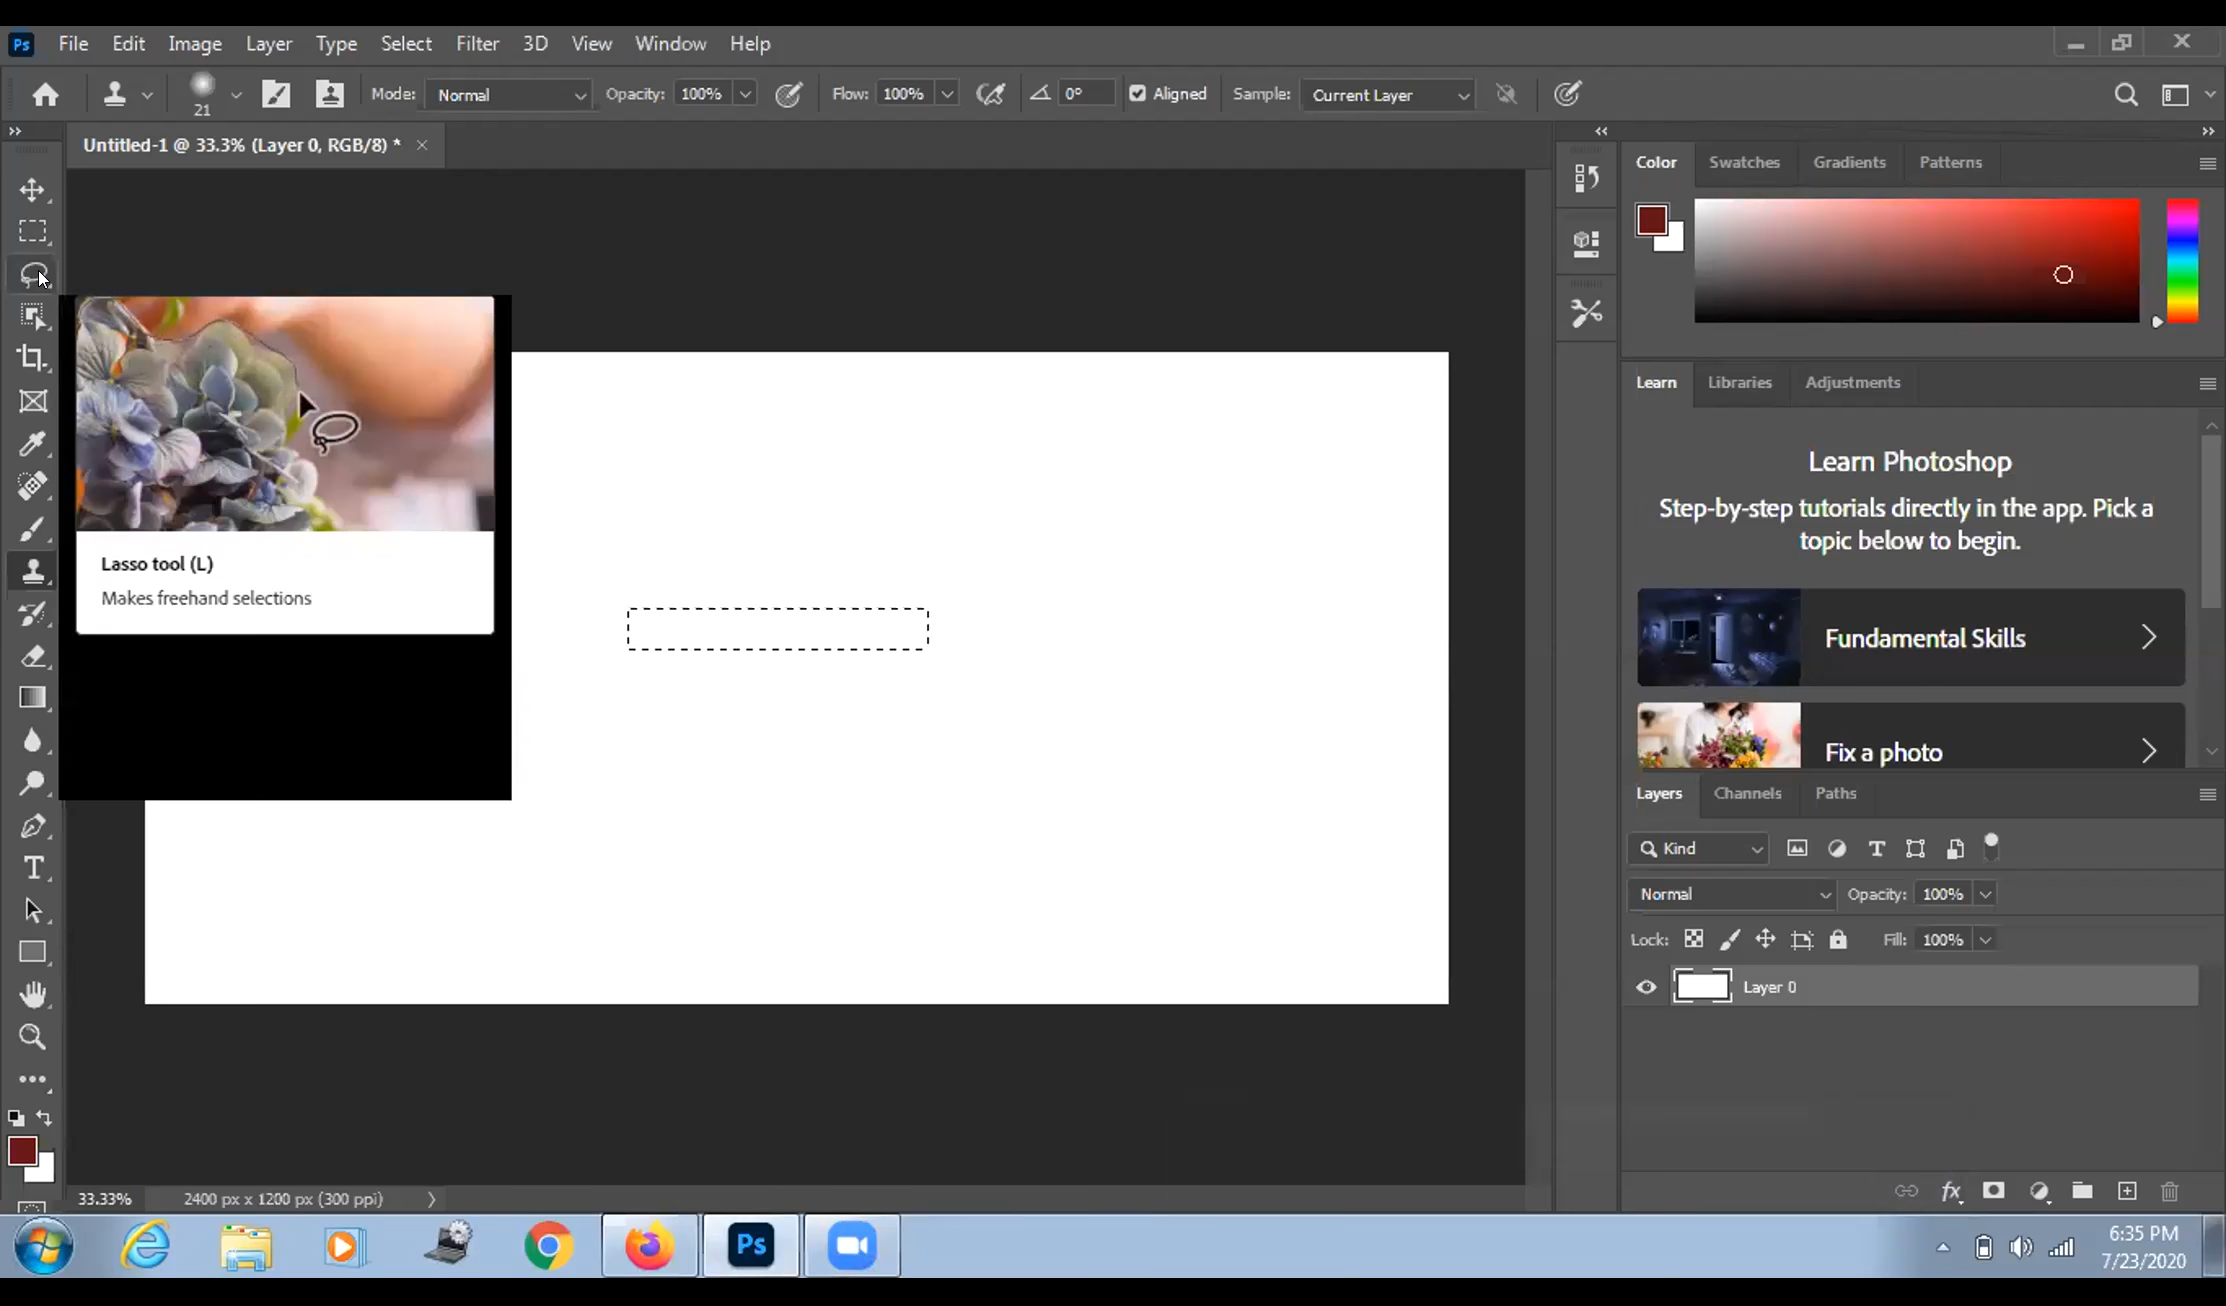 Ps File Edit Image Layer Type Select Filter 3D View Window Help
21 Mode: Normal Opacity: 100% Flow: 100% 0° Aligned Sample: Current Layer
Untitled-1 @ 33.3% (Layer 0, RGB/8) *
Color Swatches Gradients Patterns
Learn Libraries Adjustments
Learn Photoshop
Step-by-step tutorials directly in the app. Pick a
topic below to begin.
Lasso tool (L)
Makes freehand selections
Fundamental Skills
Fix a photo
Layers Channels Paths
Kind
Normal Opacity: 100%
Lock: Fill: 100%
Layer 0
fx
33.33% 2400 px x 1200 px (300 ppi)
Ps
6:35 PM
7/23/2020